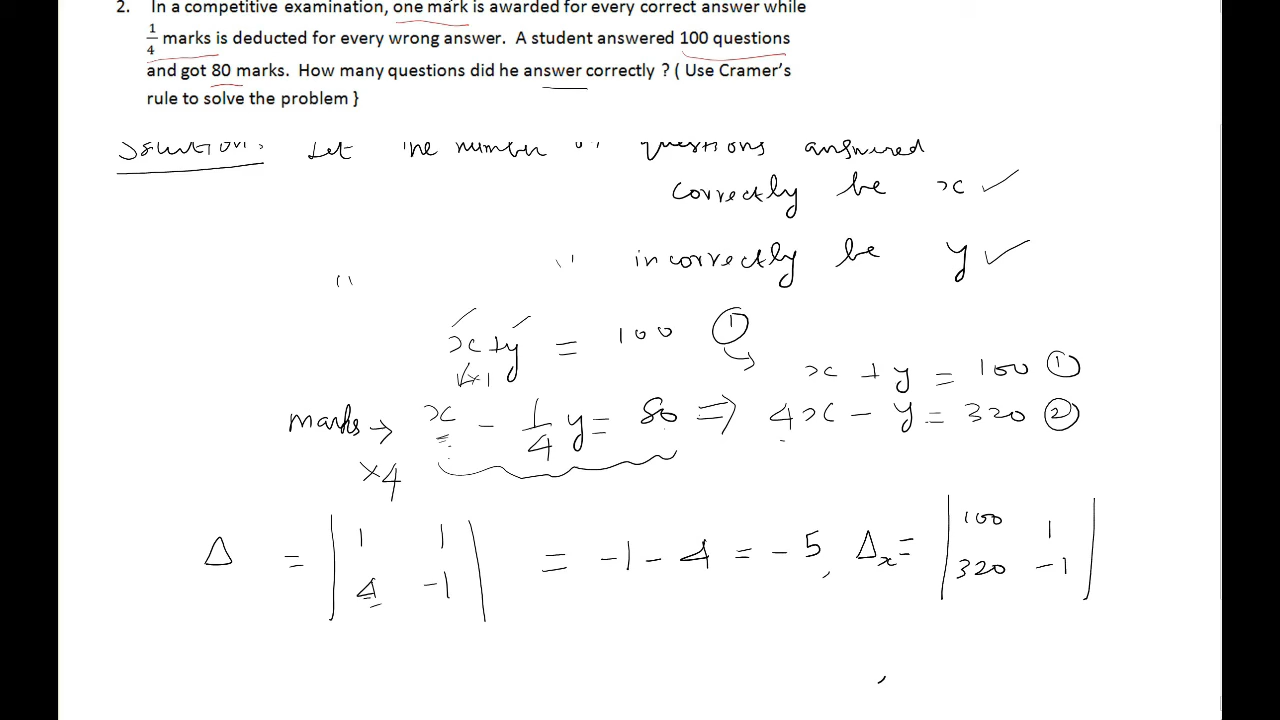 2. In a competitive examination, one mark is awarded for every correct answer while
1/4 marks is deducted for every wrong answer. A student answered 100 questions
and got 80 marks. How many questions did he answer correctly ? ( Use Cramer’s
rule to solve the problem }
Solution: Let the number of questions answered
correctly be x ✓
" " incorrectly be y ✓
x + y = 100 ①
x + y = 100 ①
marks → x - 1/4 y = 80 ⇒ 4x - y = 320 ②
×4
Δ = | 1 1 | = -1 - 4 = -5, Δx = | 100 1 |
| 4 -1 | | 320 -1 |